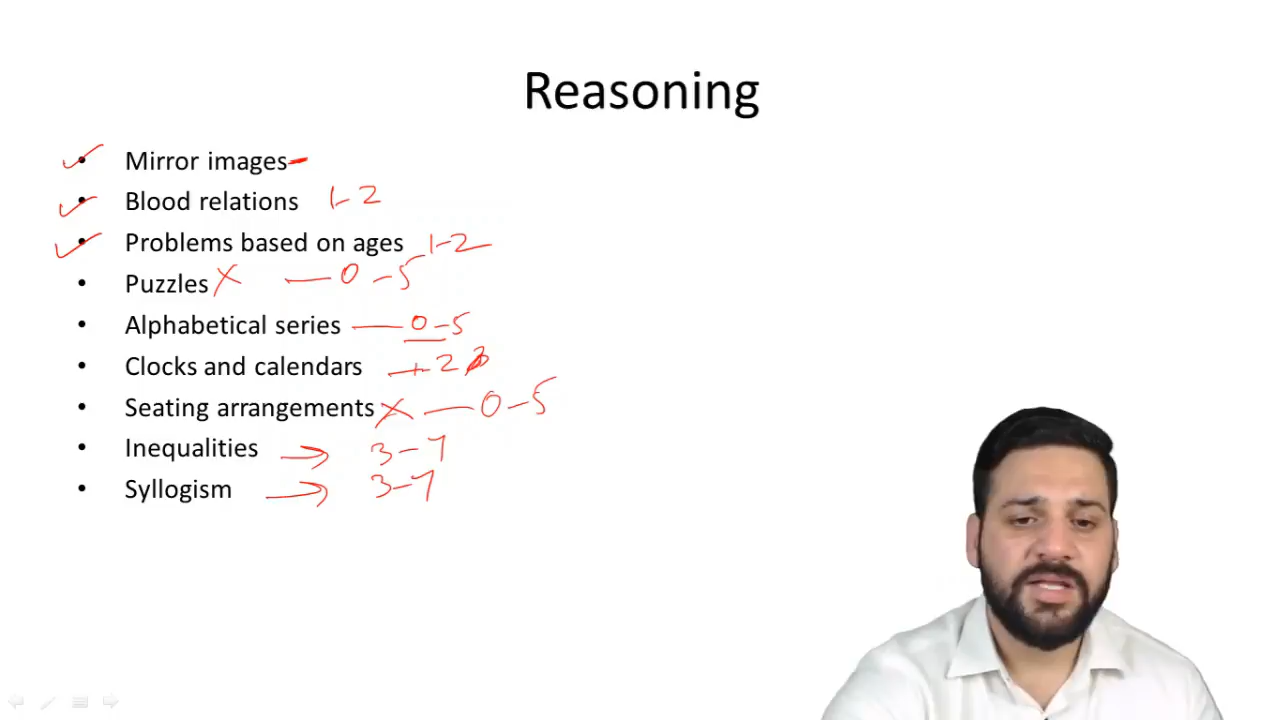 Reasoning
• Mirror images-
• Blood relations 1-2
• Problems based on ages 1-2
• Puzzles X — 0-5
• Alphabetical series — 0-5
• Clocks and calendars 2
• Seating arrangements X — 0-5
• Inequalities → 3-7
• Syllogism → 3-7